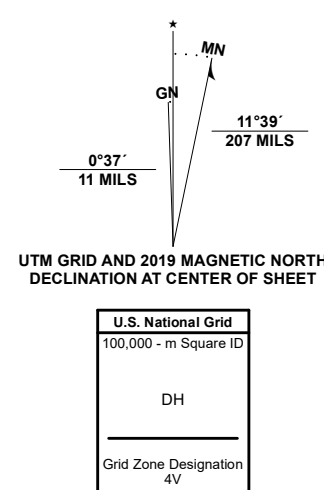 ★
MN
GN
11°39´
207 MILS
0°37´
11 MILS
UTM GRID AND 2019 MAGNETIC NORTH
DECLINATION AT CENTER OF SHEET
U.S. National Grid
100,000 - m Square ID
DH
Grid Zone Designation
4V